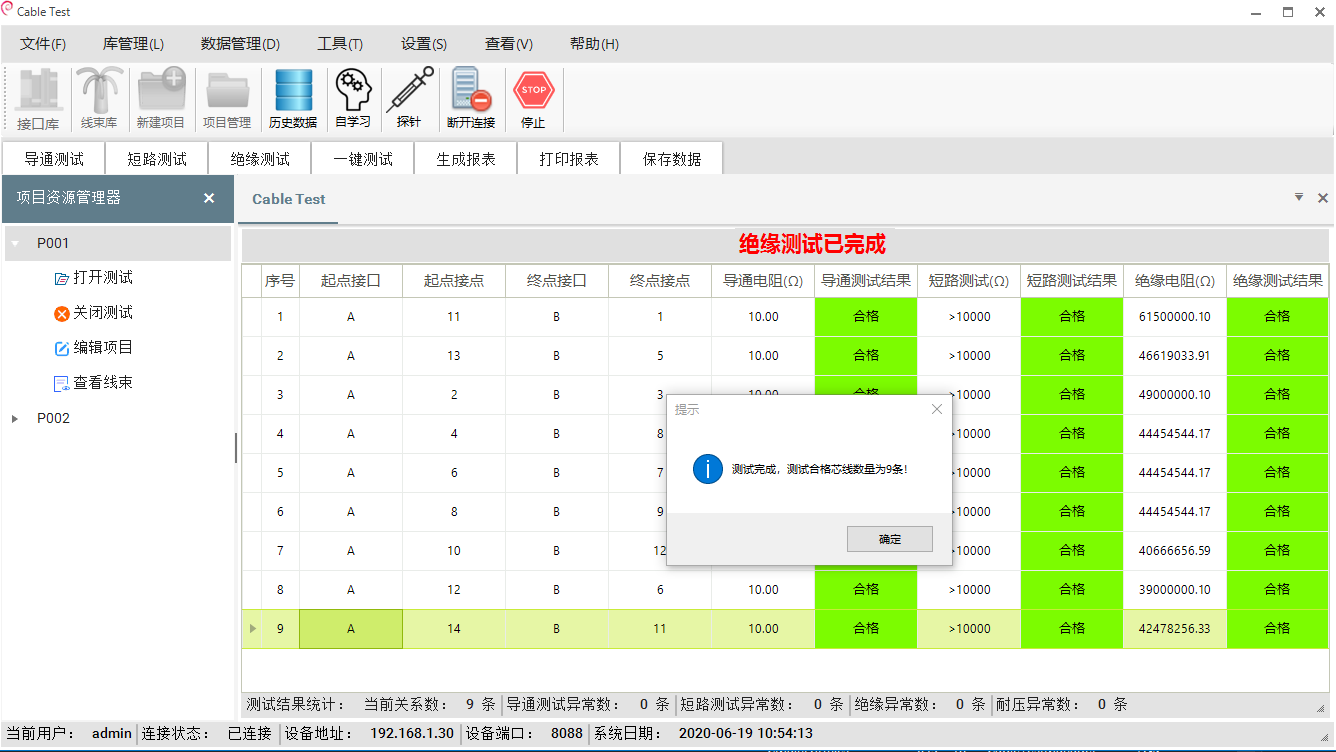 Cable Test
文件(F) 库管理(L) 数据管理(D) 工具(T) 设置(S) 查看(V) 帮助(H)
STOP
接口库 线束库 新建项目 项目管理 历史数据 自学习 探针 断开连接 停止
导通测试 短路测试 绝缘测试 一键测试 生成报表 打印报表 保存数据
项目资源管理器
Cable Test
P001
打开测试
关闭测试
编辑项目
查看线束
P002
绝缘测试已完成
序号 起点接口 起点接点 终点接口 终点接点 导通电阻(Ω) 导通测试结果 短路测试(Ω) 短路测试结果 绝缘电阻(Ω) 绝缘测试结果
1 A 11 B 1 10.00 合格 >10000 合格 61500000.10 合格
2 A 13 B 5 10.00 合格 >10000 合格 46619033.91 合格
3 A 2 B 3 10.00 合格 >10000 合格 49000000.10 合格
4 A 4 B 8 >10000 合格 44454544.17 合格
5 A 6 B 7 合格 44454544.17 合格
6 A 8 B 9 >10000 合格 44454544.17 合格
7 A 10 B 12 >10000 合格 40666656.59 合格
8 A 12 B 6 10.00 合格 >10000 合格 39000000.10 合格
9 A 14 B 11 10.00 合格 >10000 合格 42478256.33 合格
提示
测试完成，测试合格芯线数量为9条!
确定
测试结果统计： 当前关系数： 9 条 导通测试异常数： 0 条 短路测试异常数： 0 条 绝缘异常数： 0 条 耐压异常数： 0 条
当前用户： admin 连接状态： 已连接 设备地址： 192.168.1.30 设备端口： 8088 系统日期： 2020-06-19 10:54:13